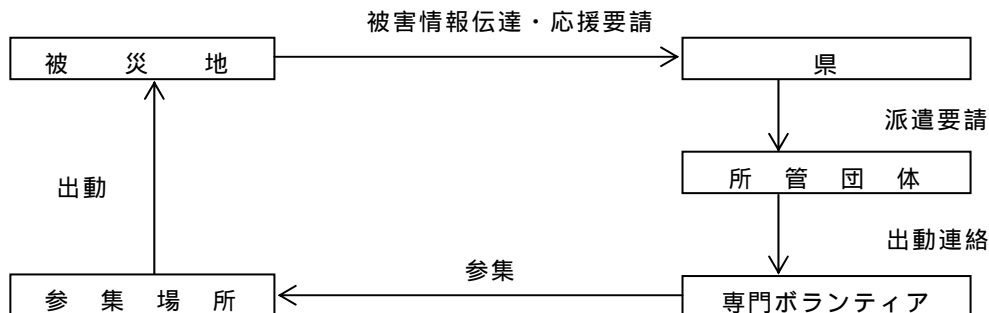 被害情報伝達・応援要請
被災地
県
派遣要請
所管団体
出動
出動連絡
参集
参集場所
専門ボランティア